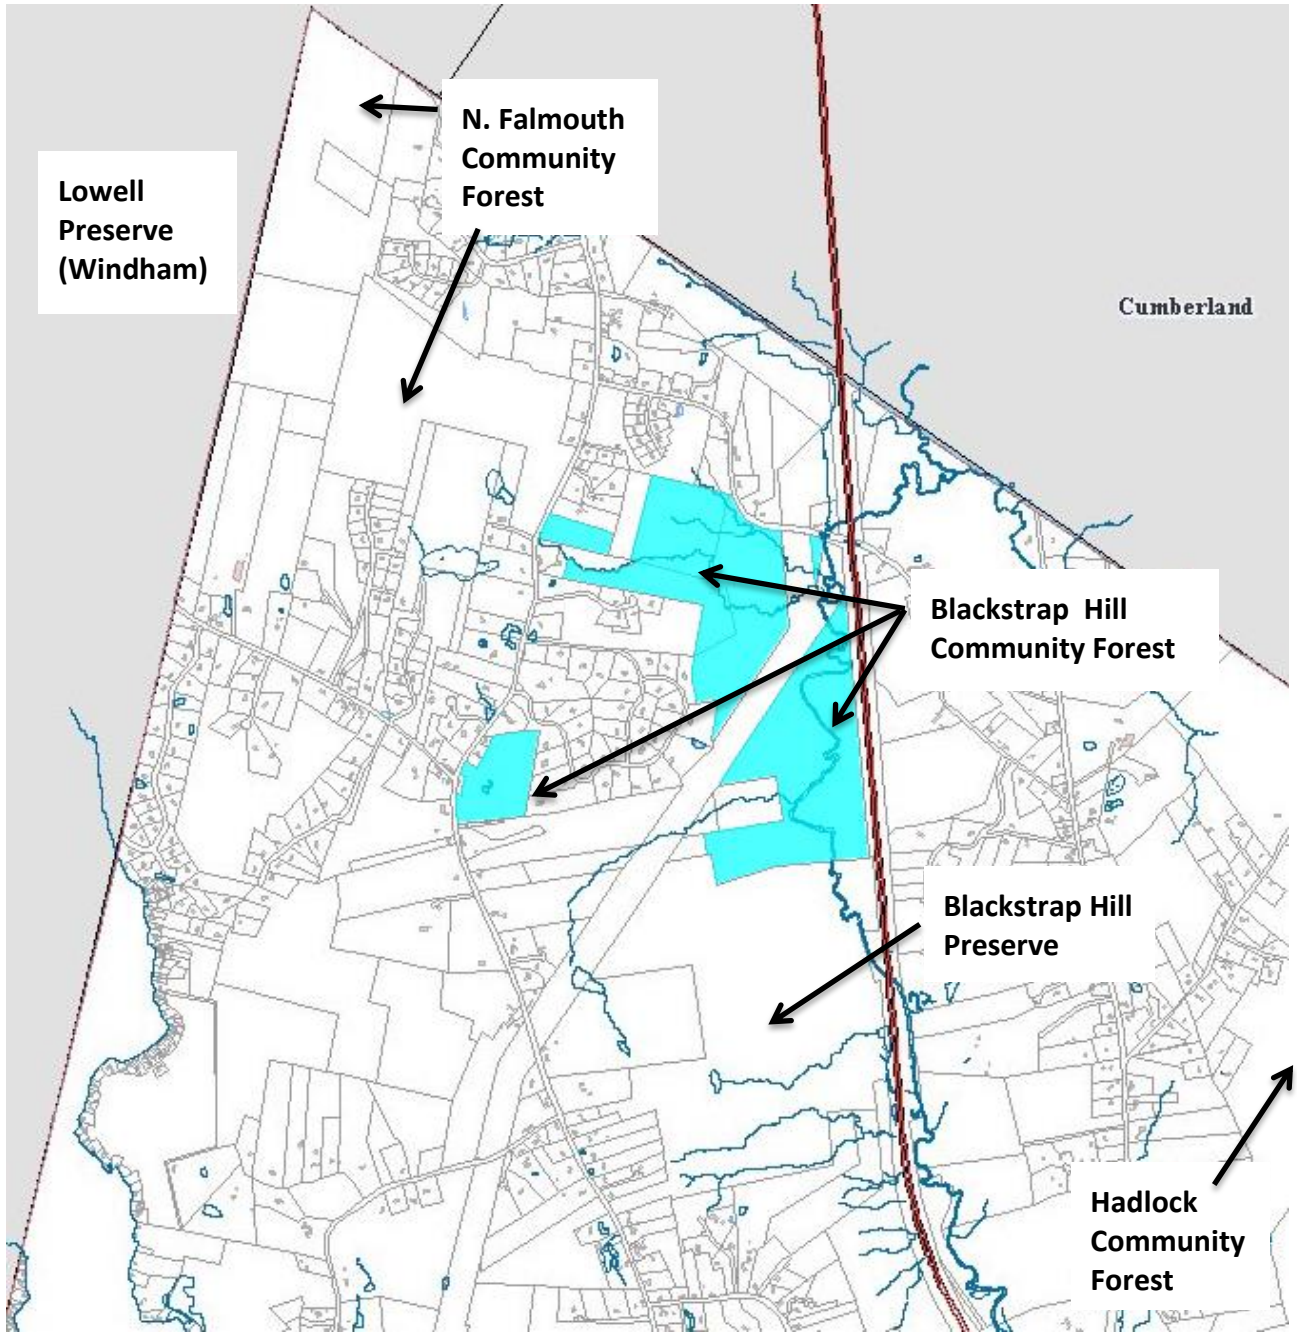 N. Falmouth
Community
Forest
Lowell
Preserve
(Windham)
Cumberland
Blackstrap Hill
Community Forest
Blackstrap Hill
Preserve
Hadlock
Community
Forest